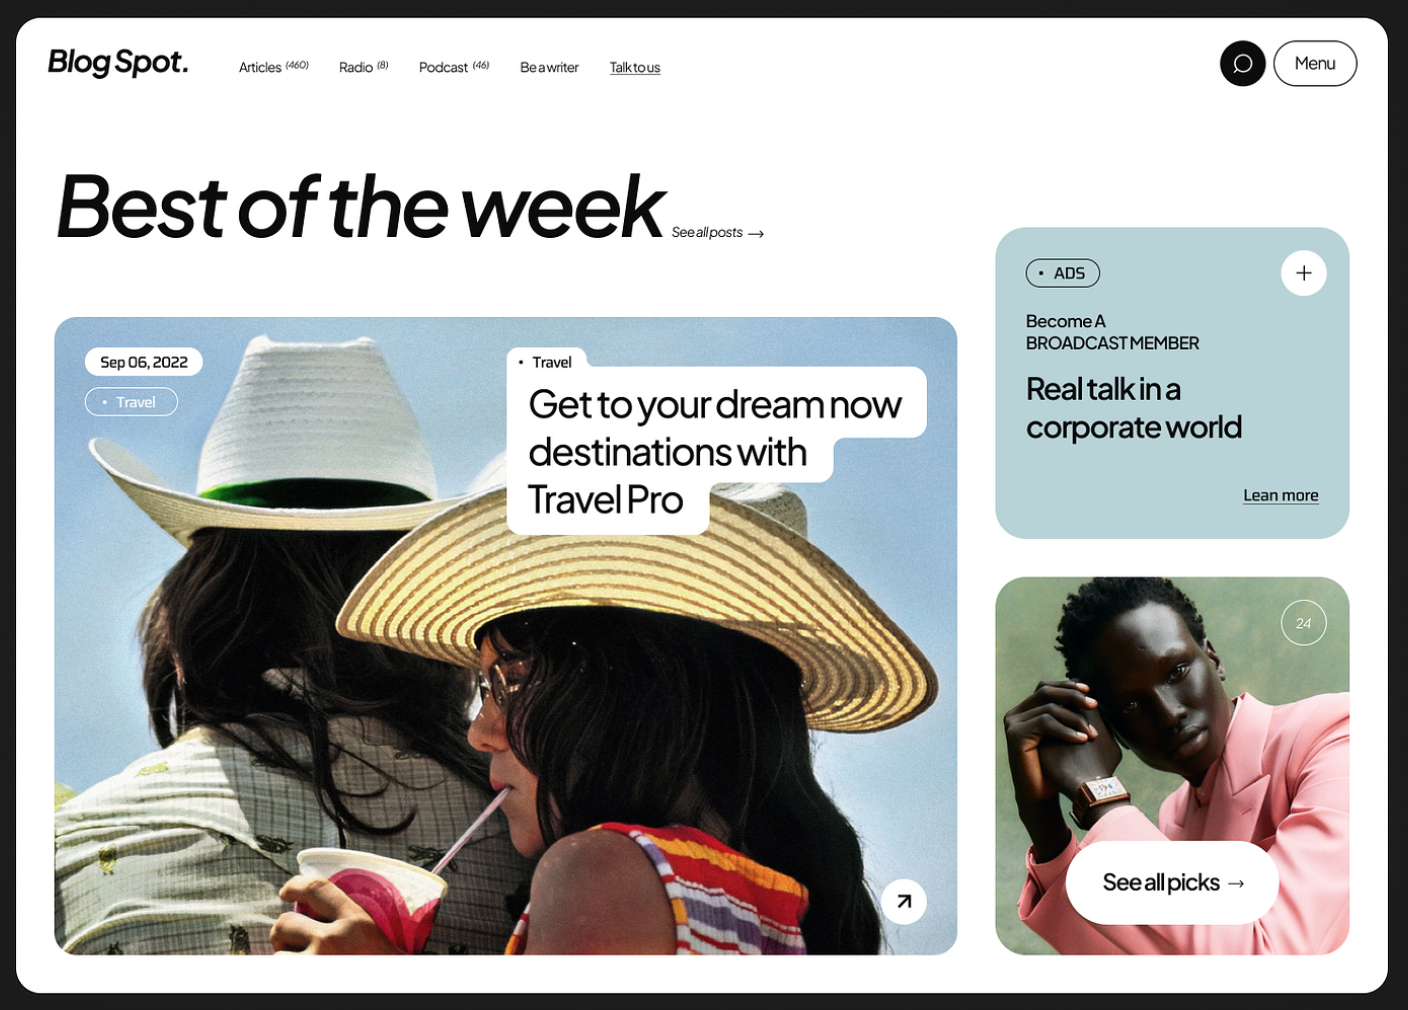 Blog Spot.
Articles (460)
Radio (8)
Podcast (46)
Be a writer
Talk to us
Menu
Best of the week
See all posts →
Sep 06, 2022
• Travel
• Travel
Get to your dream now
destinations with
Travel Pro
• ADS
Become A
BROADCAST MEMBER
Real talk in a
corporate world
Lean more
24
See all picks →